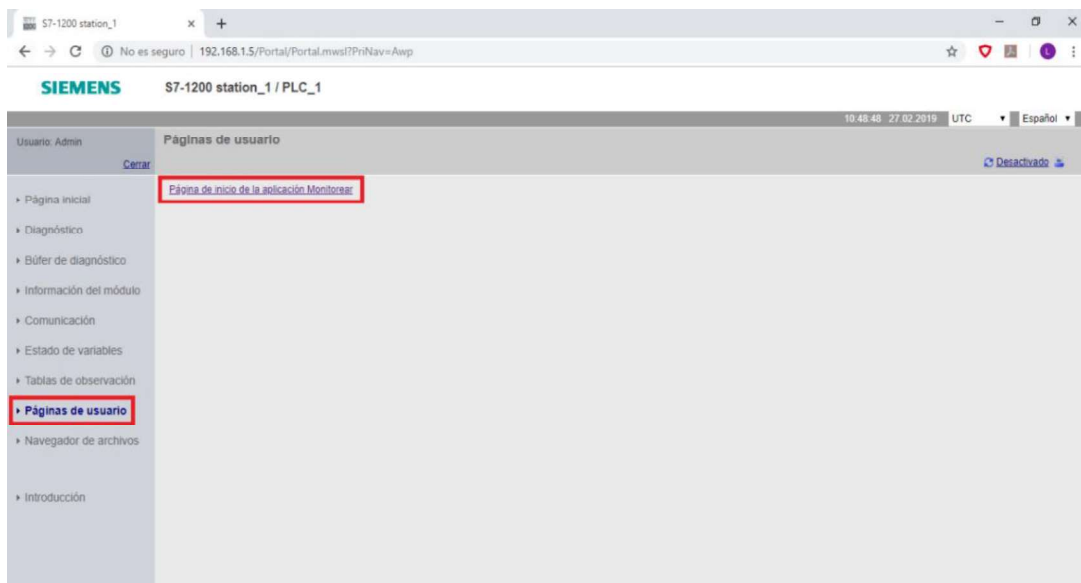 S7-1200 station_1
No es seguro | 192.168.1.5/Portal/Portal.mwsl?PriNav=Awp
SIEMENS S7-1200 station_1 / PLC_1
10:48:48 27.02.2019 UTC Español
Usuario: Admin Páginas de usuario
Cerrar Desactivado
Página de inicio de la aplicación Monitorear
Página inicial
Diagnóstico
Búfer de diagnóstico
Información del módulo
Comunicación
Estado de variables
Tablas de observación
Páginas de usuario
Navegador de archivos
Introducción